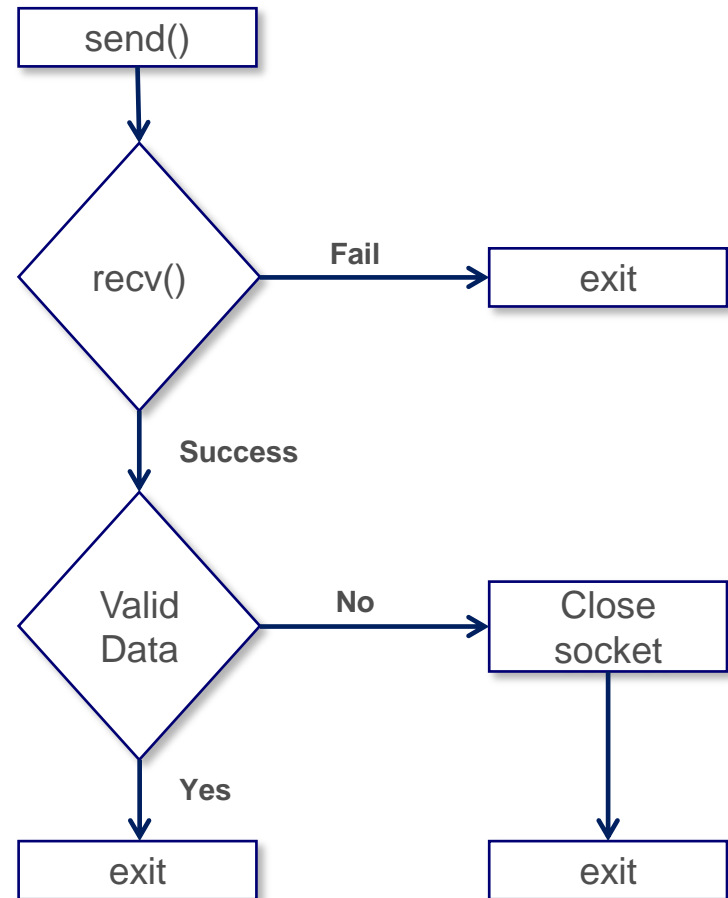 send()
recv()
Fail
exit
Success
Valid
Data
No
Close
socket
Yes
exit
exit